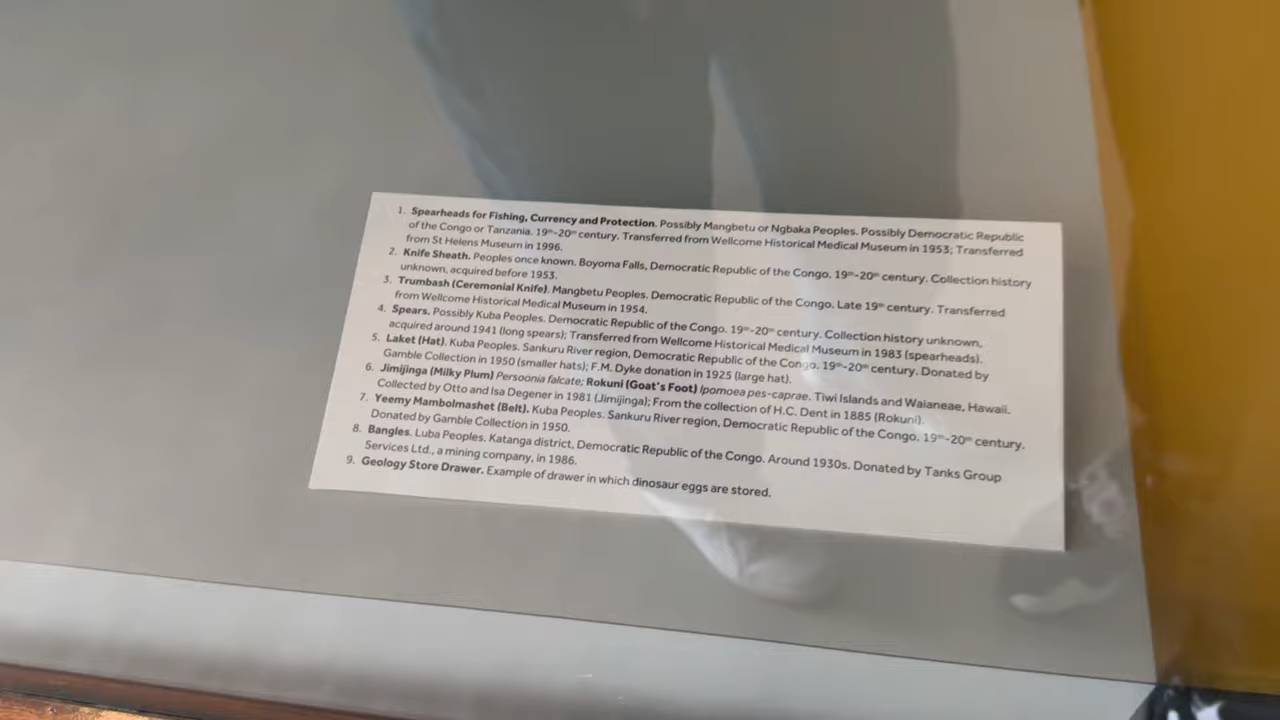 1. Spearheads for Fishing, Currency and Protection. Possibly Mangbetu or Ngbaka Peoples. Possibly Democratic Republic
of the Congo or Tanzania. 19ᵗʰ-20ᵗʰ century. Transferred from Wellcome Historical Medical Museum in 1953; Transferred
from St Helens Museum in 1996.
2. Knife Sheath. Peoples once known. Boyoma Falls, Democratic Republic of the Congo. 19ᵗʰ-20ᵗʰ century. Collection history
unknown, acquired before 1953.
3. Trumbash (Ceremonial Knife). Mangbetu Peoples. Democratic Republic of the Congo. Late 19ᵗʰ century. Transferred
from Wellcome Historical Medical Museum in 1954.
4. Spears. Possibly Kuba Peoples. Democratic Republic of the Congo. 19ᵗʰ-20ᵗʰ century. Collection history unknown,
acquired around 1941 (long spears); Transferred from Wellcome Historical Medical Museum in 1983 (spearheads).
5. Laket (Hat). Kuba Peoples. Sankuru River region, Democratic Republic of the Congo. 19ᵗʰ-20ᵗʰ century. Donated by
Gamble Collection in 1950 (smaller hats); F.M. Dyke donation in 1925 (large hat).
6. Jimijinga (Milky Plum) Persoonia falcate; Rokuni (Goat's Foot) Ipomoea pes-caprae. Tiwi Islands and Waianeae, Hawaii.
Collected by Otto and Isa Degener in 1981 (Jimijinga); From the collection of H.C. Dent in 1885 (Rokuni).
7. Yeemy Mambolmashet (Belt). Kuba Peoples. Sankuru River region, Democratic Republic of the Congo. 19ᵗʰ-20ᵗʰ century.
Donated by Gamble Collection in 1950.
8. Bangles. Luba Peoples. Katanga district, Democratic Republic of the Congo. Around 1930s. Donated by Tanks Group
Services Ltd., a mining company, in 1986.
9. Geology Store Drawer. Example of drawer in which dinosaur eggs are stored.